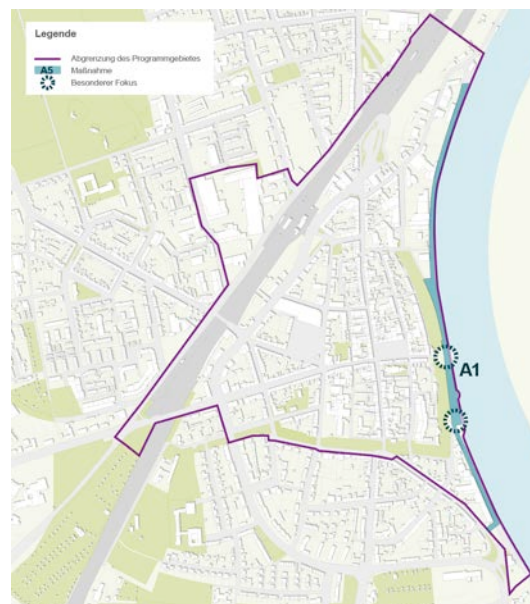 Legende
Abgrenzung des Programmgebietes
A5 Maßnahme
Besonderer Fokus
A1